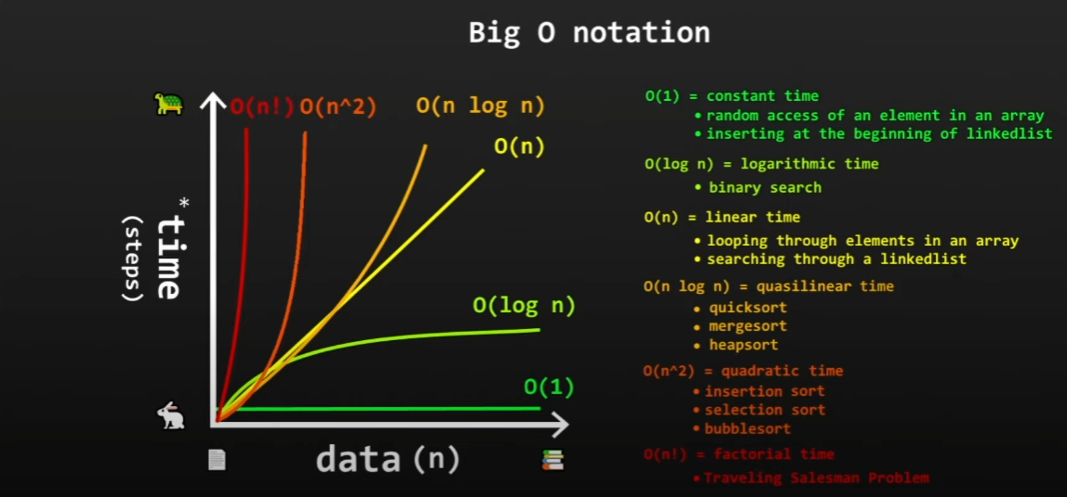 Big O notation
O(n!)
O(n^2)
O(n log n)
O(n)
O(log n)
O(1)
*time
(steps)
data (n)
O(1) = constant time
• random access of an element in an array
• inserting at the beginning of linkedlist
O(log n) = logarithmic time
• binary search
O(n) = linear time
• looping through elements in an array
• searching through a linkedlist
O(n log n) = quasilinear time
• quicksort
• mergesort
• heapsort
O(n^2) = quadratic time
• insertion sort
• selection sort
• bubblesort
O(n!) = factorial time
• Traveling Salesman Problem